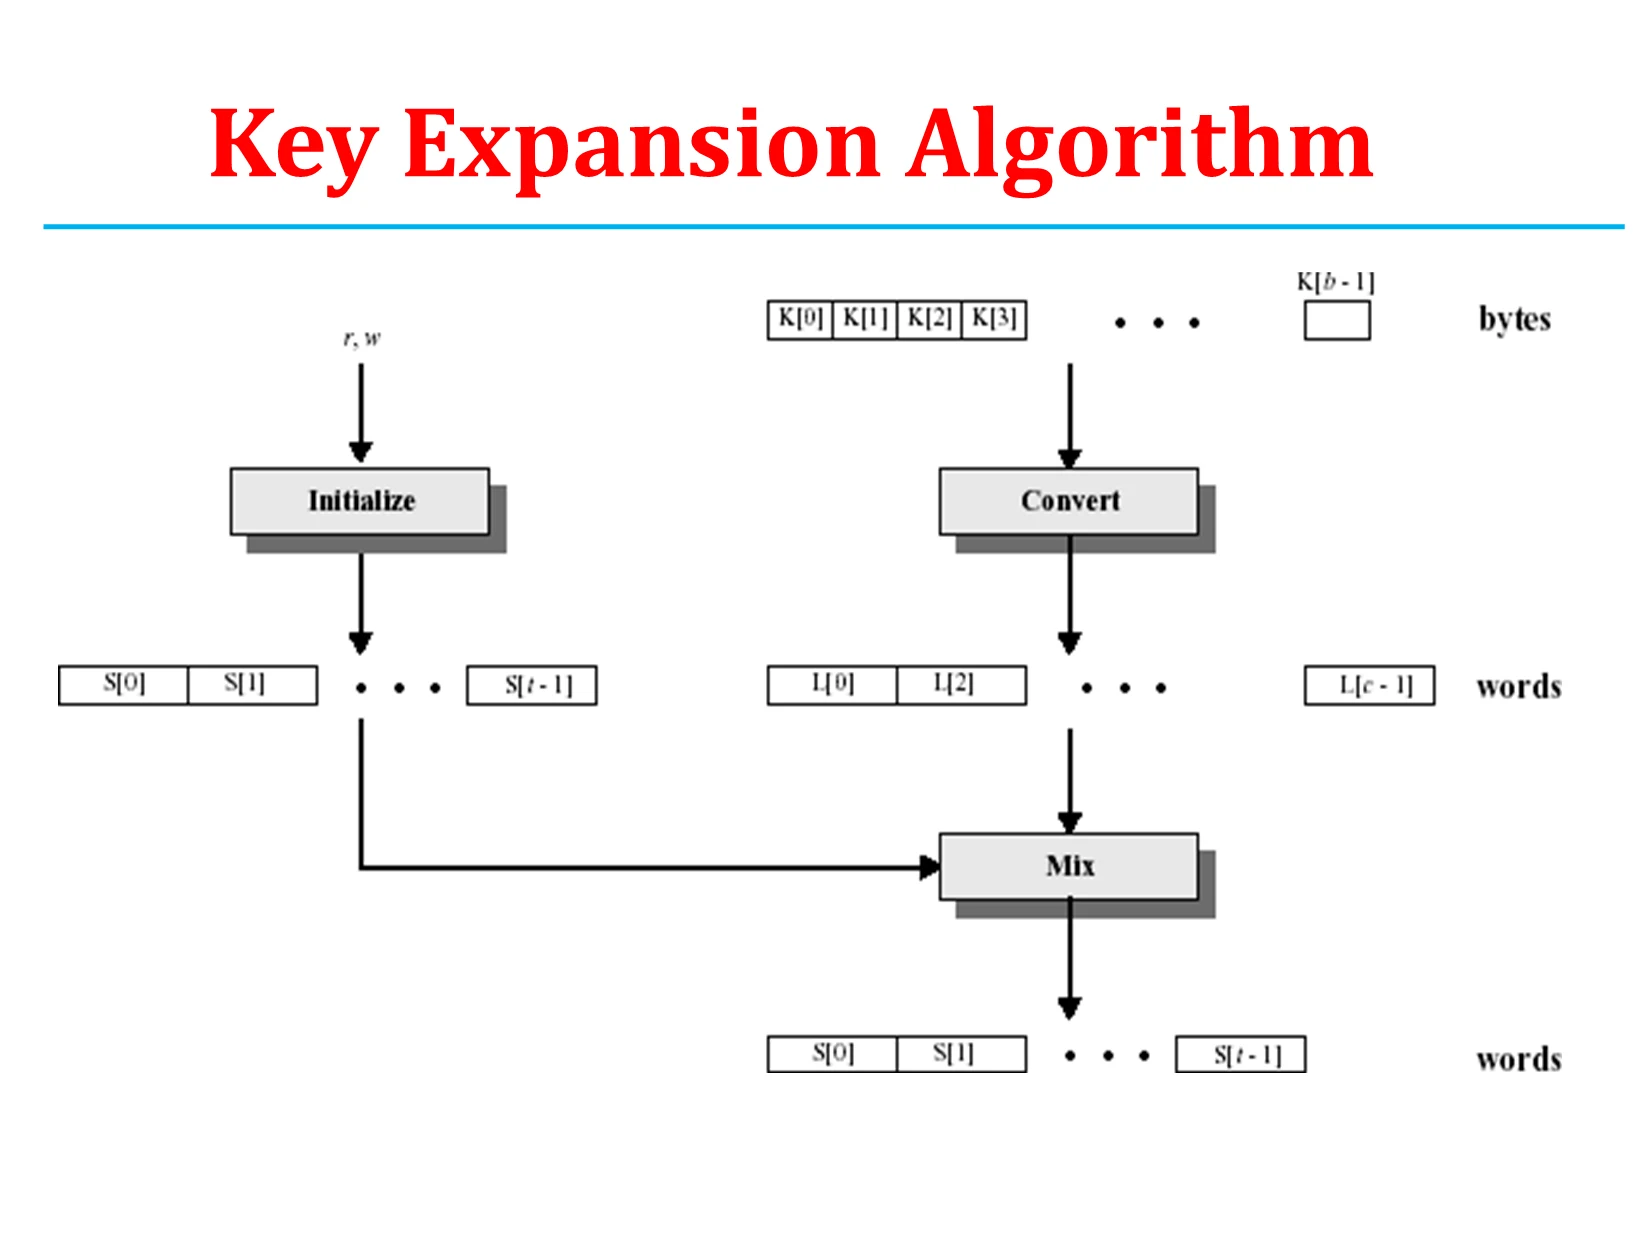 Key Expansion Algorithm
K[b - 1]
K[0] K[1] K[2] K[3] bytes
r, w
Initialize Convert
S[0] S[1] S[t - 1] L[0] L[2] L[c - 1] words
Mix
S[0] S[1] S[t - 1] words